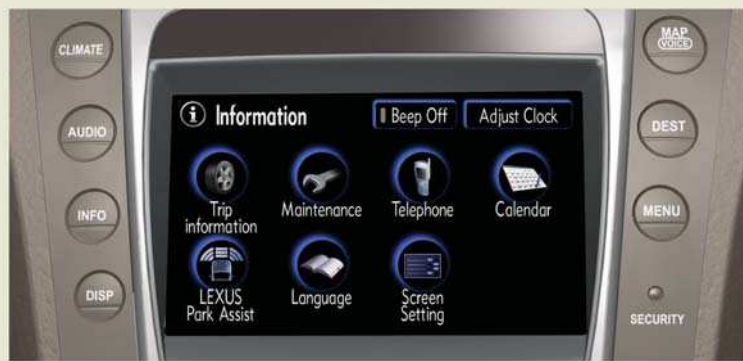 CLIMATE
AUDIO
INFO
DISP
Information
Beep Off
Adjust Clock
Trip
information
Maintenance
Telephone
Calendar
LEXUS
Park Assist
Language
Screen
Setting
MAP
VOICE
DEST
MENU
SECURITY